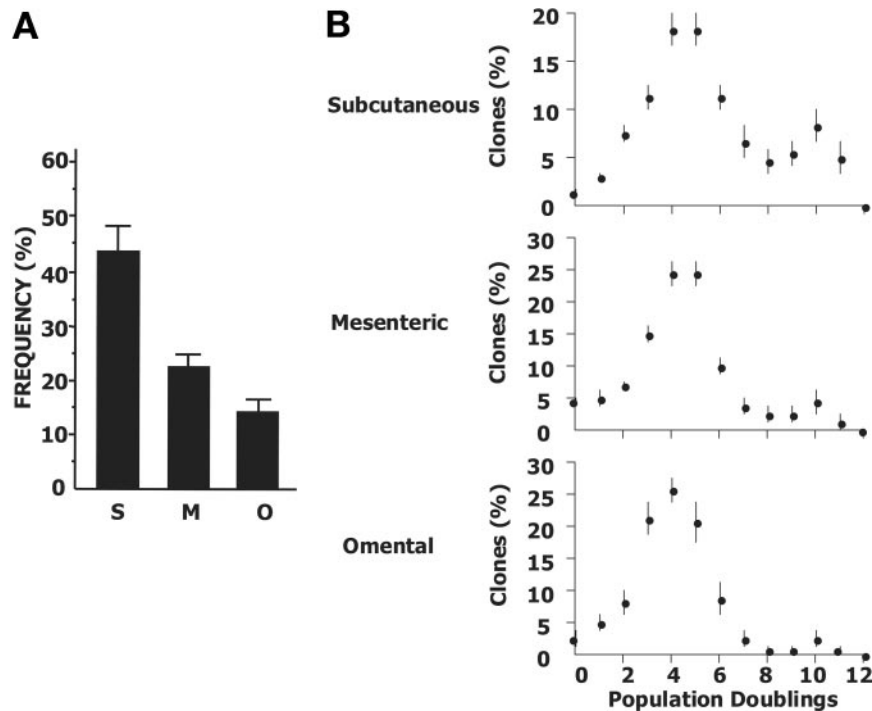 A
FREQUENCY (%)
60
50
40
30
20
10
0
S M O
B
Subcutaneous
Clones (%)
20
15
10
5
0
Mesenteric
Clones (%)
30
25
20
15
10
5
0
Omental
Clones (%)
30
25
20
15
10
5
0
0 2 4 6 8 10 12
Population Doublings